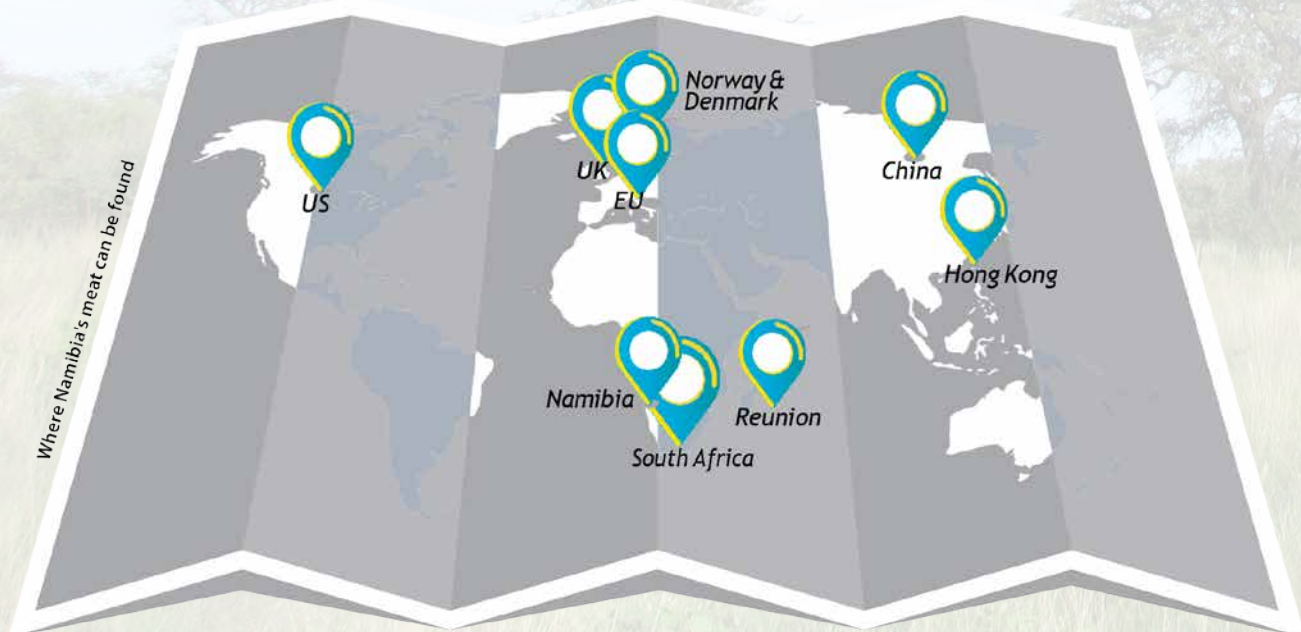 Where Namibia's meat can be found
Norway &
Denmark
UK
EU
US
China
Hong Kong
Namibia
Reunion
South Africa